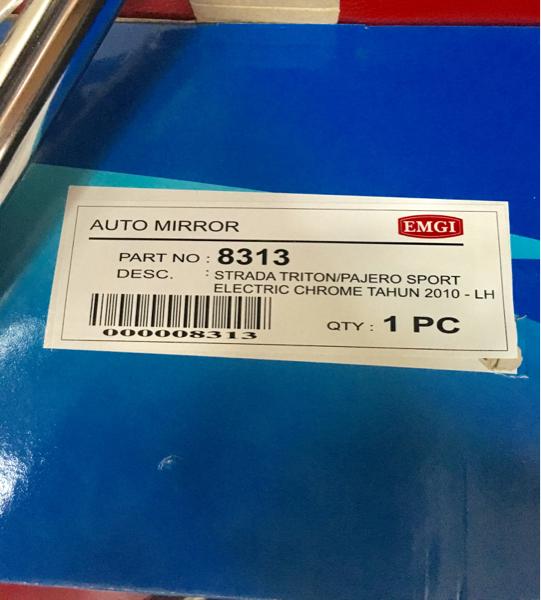 AUTO MIRROR
EMGI
PART NO : 8313
DESC. : STRADA TRITON/PAJERO SPORT
ELECTRIC CHROME TAHUN 2010 - LH
000008313
QTY : 1 PC